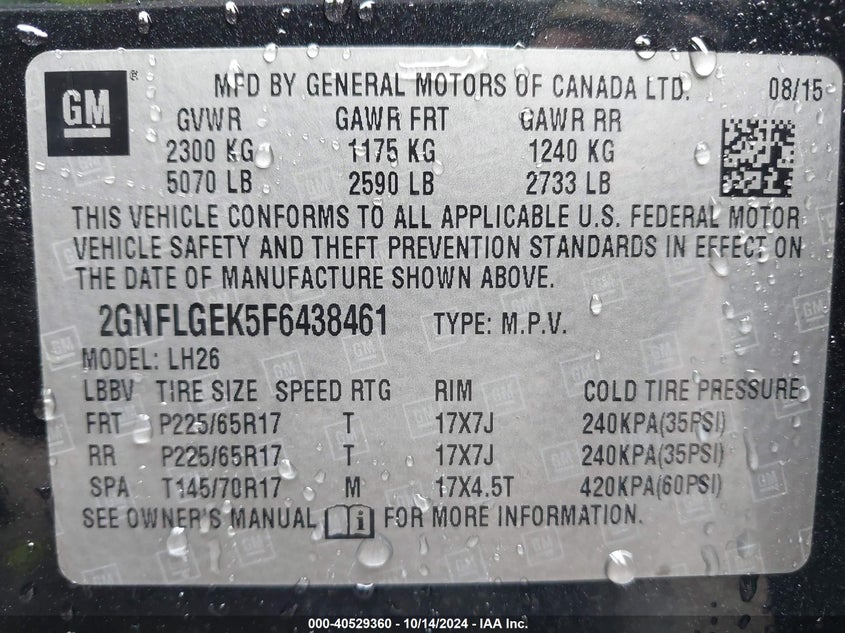 GM ®
MFD BY GENERAL MOTORS OF CANADA LTD. 08/15
GVWR GAWR FRT GAWR RR
2300 KG 1175 KG 1240 KG
5070 LB 2590 LB 2733 LB
THIS VEHICLE CONFORMS TO ALL APPLICABLE U.S. FEDERAL MOTOR
VEHICLE SAFETY AND THEFT PREVENTION STANDARDS IN EFFECT ON
THE DATE OF MANUFACTURE SHOWN ABOVE.
2GNFLGEK5F6438461 TYPE: M.P.V.
MODEL: LH26
LBBV TIRE SIZE SPEED RTG RIM COLD TIRE PRESSURE
FRT P225/65R17 T 17X7J 240KPA(35PSI)
RR P225/65R17 T 17X7J 240KPA(35PSI)
SPA T145/70R17 M 17X4.5T 420KPA(60PSI)
SEE OWNER'S MANUAL i FOR MORE INFORMATION.
000-40529360 - 10/14/2024 - IAA Inc.